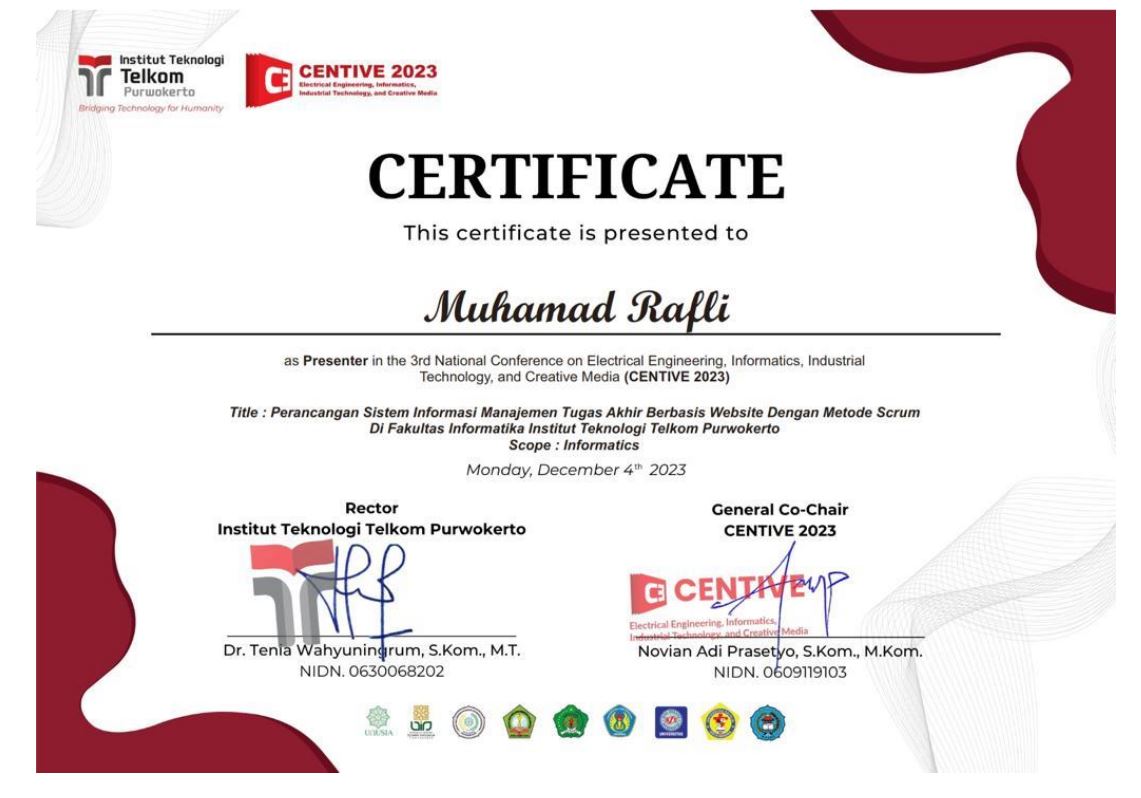 Institut Teknologi
Telkom
Purwokerto
Bridging Technology for Humanity
C3
CENTIVE 2023
Electrical Engineering, Informatics,
Industrial Technology, and Creative Media
CERTIFICATE
This certificate is presented to
Muhamad Rafli
as Presenter in the 3rd National Conference on Electrical Engineering, Informatics, Industrial
Technology, and Creative Media (CENTIVE 2023)
Title : Perancangan Sistem Informasi Manajemen Tugas Akhir Berbasis Website Dengan Metode Scrum
Di Fakultas Informatika Institut Teknologi Telkom Purwokerto
Scope : Informatics
Monday, December 4th 2023
Rector
Institut Teknologi Telkom Purwokerto
Dr. Tenia Wahyuningrum, S.Kom., M.T.
NIDN. 0630068202
General Co-Chair
CENTIVE 2023
C3 CENTIVE
Electrical Engineering, Informatics,
Industrial Technology, and Creative Media
Novian Adi Prasetyo, S.Kom., M.Kom.
NIDN. 0609119103
UNUSIA
UIN